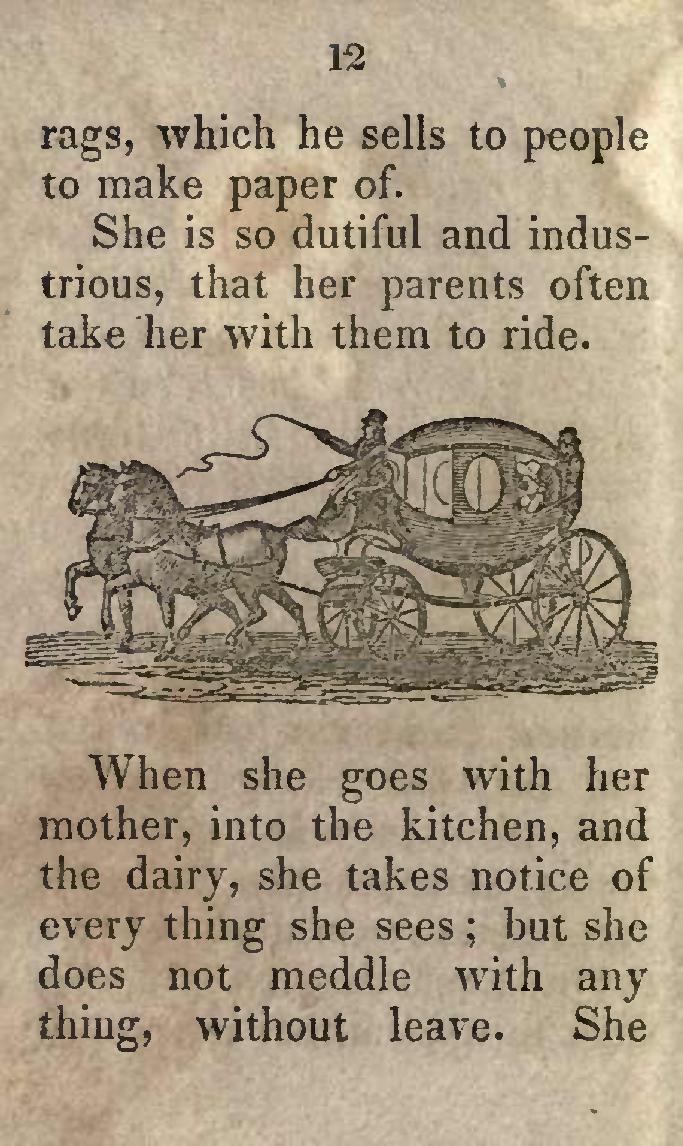 12
rags, which he sells to people
to make paper of.
She is so dutiful and indus-
trious, that her parents often
take her with them to ride.
When she goes with her
mother, into the kitchen, and
the dairy, she takes notice of
every thing she sees ; but she
does not meddle with any
thing, without leave. She